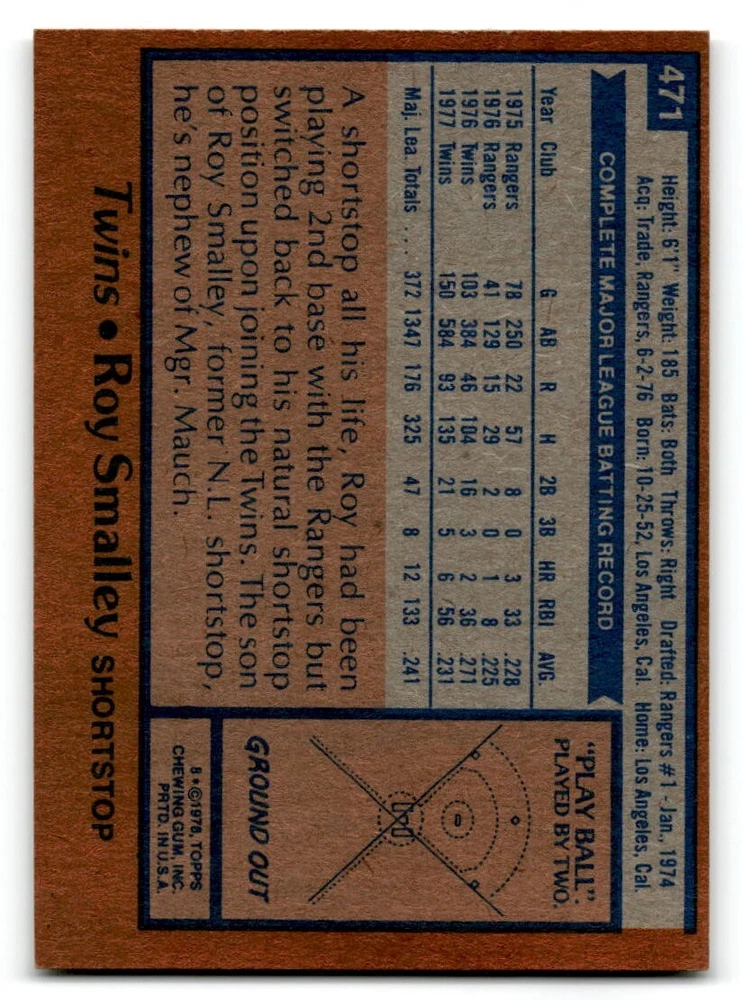 471
Height: 6'1" Weight: 185 Bats: Both Throws: Right Drafted: Rangers #1 - Jan., 1974
Acq: Trade, Rangers, 6-2-76 Born: 10-25-52, Los Angeles, Cal. Home: Los Angeles, Cal.
COMPLETE MAJOR LEAGUE BATTING RECORD
Year Club G AB R H 2B 3B HR RBI AVG.
1975 Rangers 78 250 22 57 8 0 3 33 .228
1976 Rangers 41 129 15 29 2 0 1 8 .225
1976 Twins 103 384 46 104 16 3 2 36 .271
1977 Twins 150 584 93 135 21 5 6 56 .231
Maj. Lea. Totals .... 372 1347 176 325 47 8 12 133 .241
A shortstop all his life, Roy had been
playing 2nd base with the Rangers but
switched back to his natural shortstop
position upon joining the Twins. The son
of Roy Smalley, former N.L. shortstop,
he's nephew of Mgr. Mauch.
"PLAY BALL".
PLAYED BY TWO.
GROUND OUT
8•©1978, TOPPS
CHEWING GUM, INC.
PRTD. IN U.S.A.
Twins • Roy Smalley SHORTSTOP